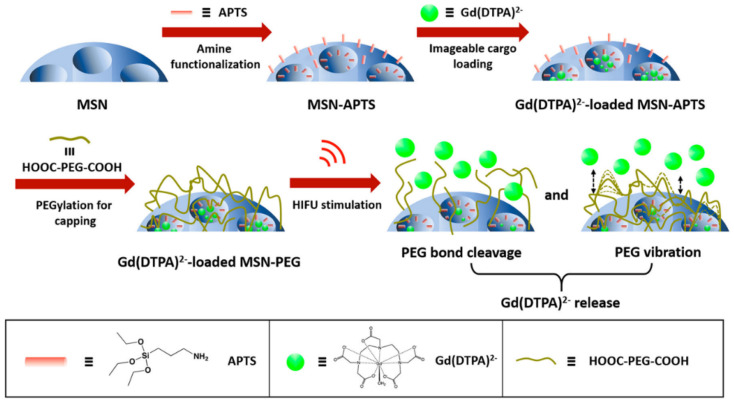 ≡ APTS
Amine
functionalization
≡ Gd(DTPA)²⁻
Imageable cargo
loading
MSN
MSN-APTS
Gd(DTPA)²⁻-loaded MSN-APTS
≡
HOOC-PEG-COOH
PEGylation for
capping
HIFU stimulation
and
Gd(DTPA)²⁻-loaded MSN-PEG
PEG bond cleavage
PEG vibration
Gd(DTPA)²⁻ release
≡ O O Si O NH₂ APTS
≡ Gd(DTPA)²⁻
≡ HOOC-PEG-COOH